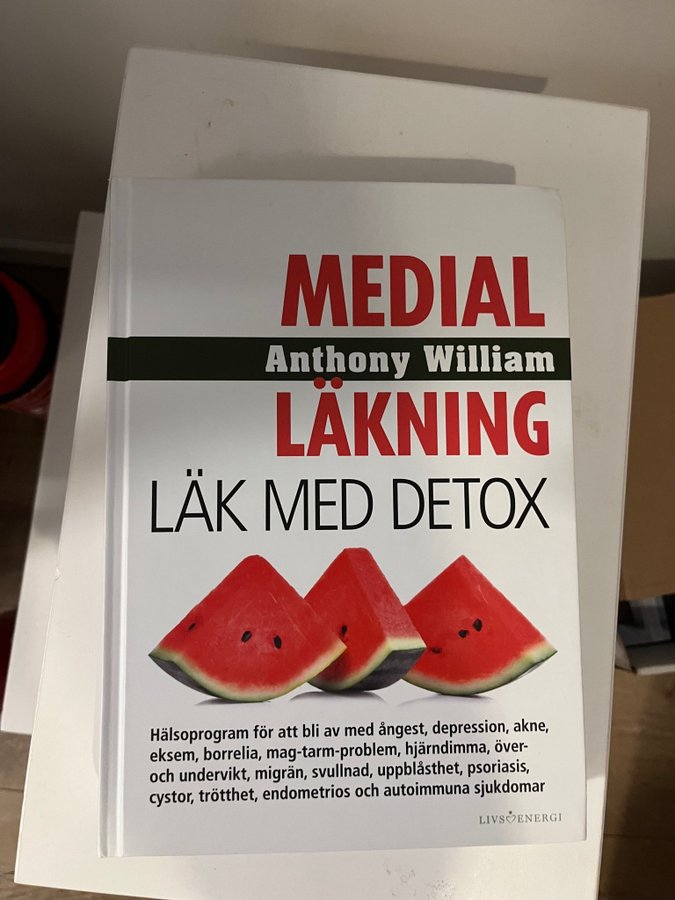 MEDIAL
Anthony William
LÄKNING
LÄK MED DETOX
Hälsoprogram för att bli av med ångest, depression, akne,
eksem, borrelia, mag-tarm-problem, hjärndimma, över-
och undervikt, migrän, svullnad, uppblåsthet, psoriasis,
cystor, trötthet, endometrios och autoimmuna sjukdomar
LIVSENERGI